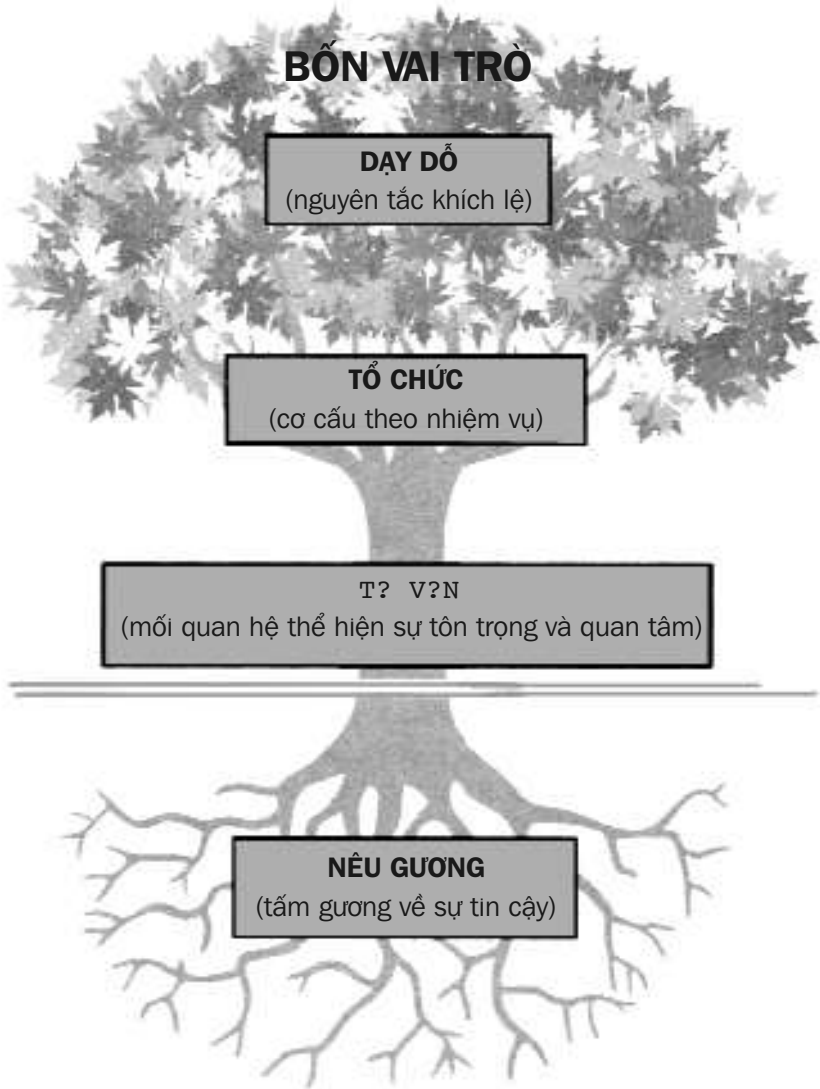 BỐN VAI TRÒ
DẠY DỖ
(nguyên tắc khích lệ)
TỔ CHỨC
(cơ cấu theo nhiệm vụ)
T? V?N
(mối quan hệ thể hiện sự tôn trọng và quan tâm)
NÊU GƯƠNG
(tấm gương về sự tin cậy)